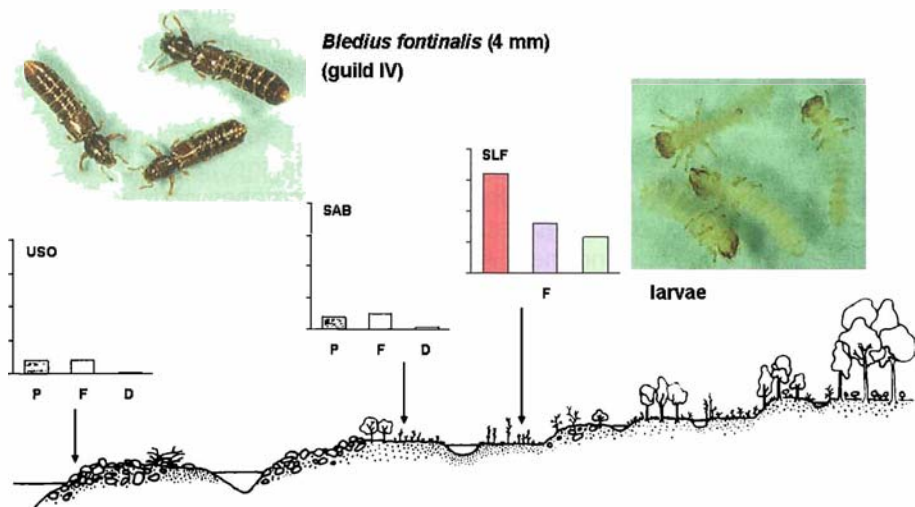 Bledius fontinalis (4 mm)
(guild IV)
SLF
SAB
USO
F
larvae
P F D
P F D